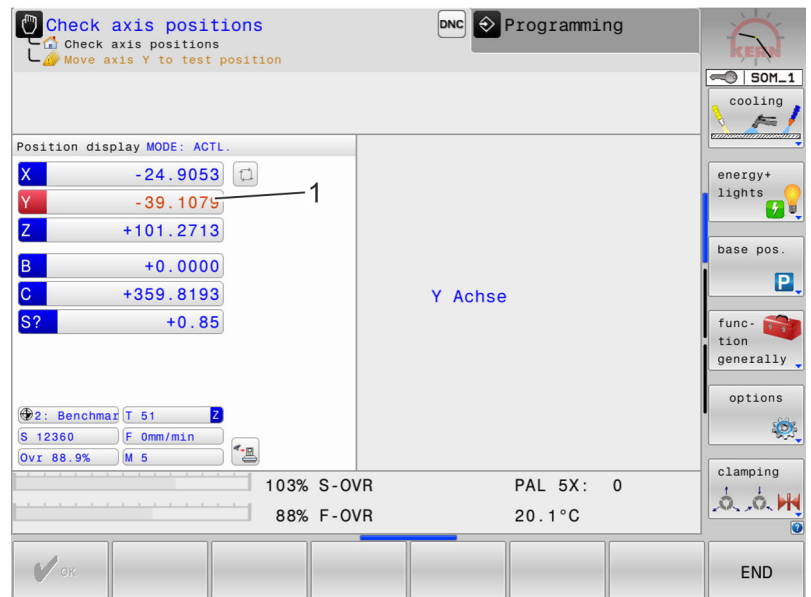 Check axis positions
Check axis positions
Move axis Y to test position
DNC
Programming
KERN
SOM_1
cooling
Position display MODE: ACTL.
X -24.9053
Y -39.1079
1
Z +101.2713
B +0.0000
C +359.8193
S? +0.85
Y Achse
energy+
lights
base pos.
P
func-
tion
generally
options
clamping
2: Benchmar T 51 Z
S 12360 F 0mm/min
Ovr 88.9% M 5
103% S-OVR PAL 5X: 0
88% F-OVR 20.1°C
OK
END